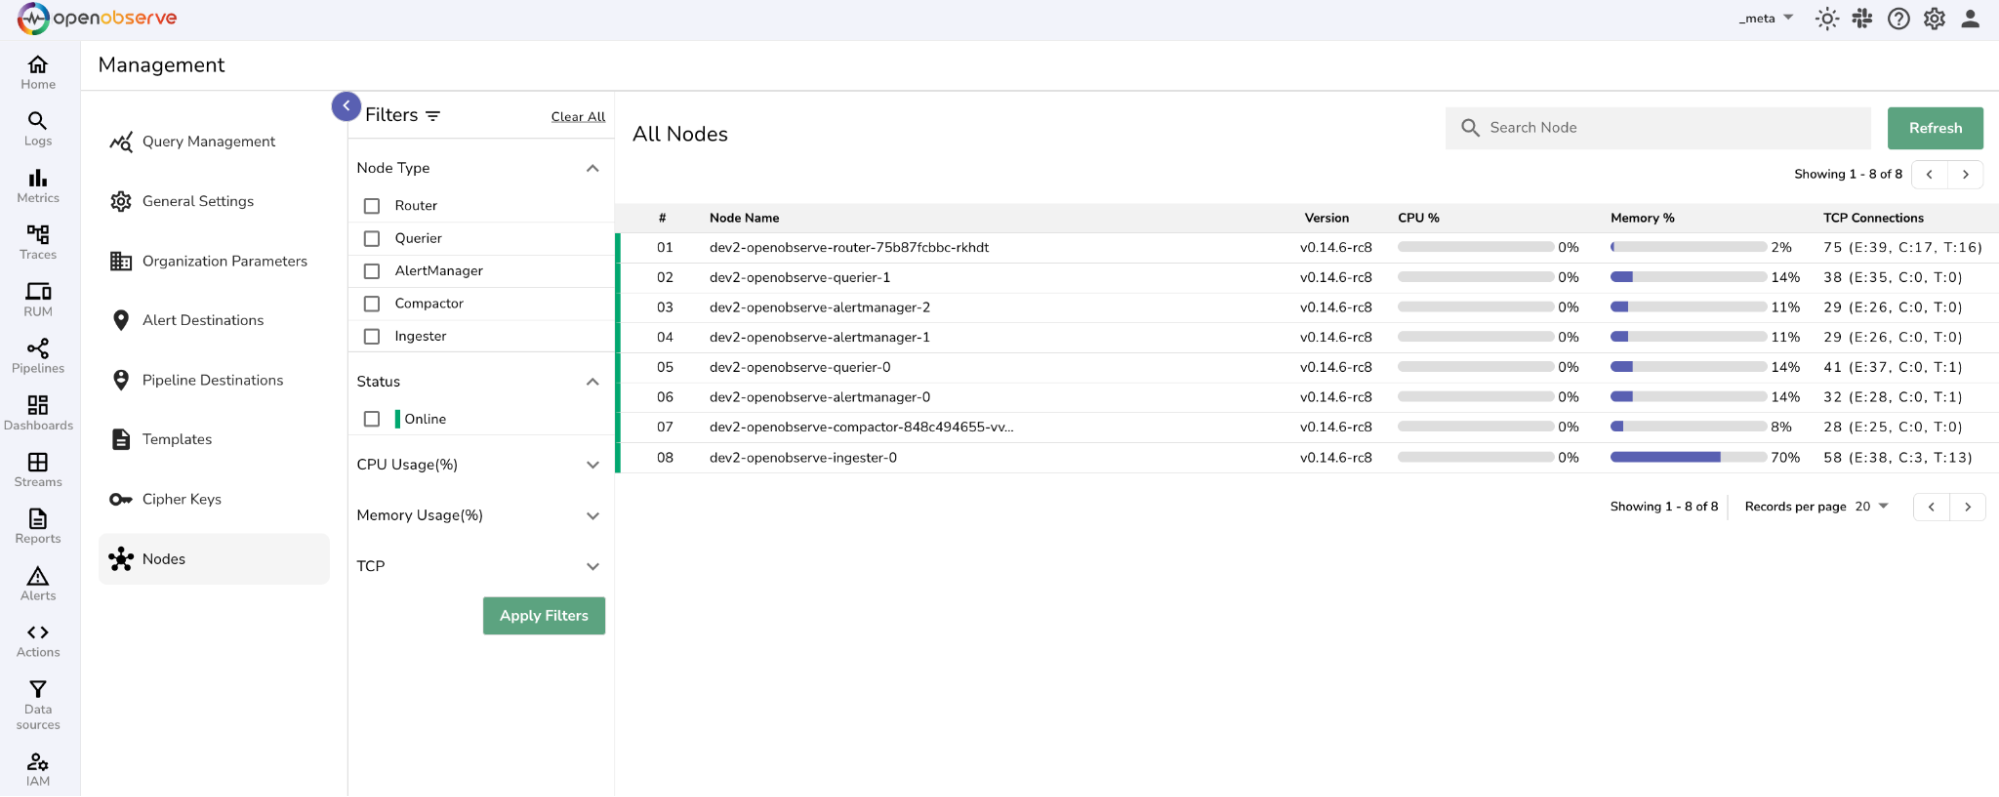 openobserve
_meta
Home
Logs
Metrics
Traces
RUM
Pipelines
Dashboards
Streams
Reports
Alerts
Actions
Data
sources
IAM
Management
Query Management
General Settings
Organization Parameters
Alert Destinations
Pipeline Destinations
Templates
Cipher Keys
Nodes
Filters
Clear All
Node Type
Router
Querier
AlertManager
Compactor
Ingester
Status
Online
CPU Usage(%)
Memory Usage(%)
TCP
Apply Filters
All Nodes
Search Node
Refresh
Showing 1 - 8 of 8
# Node Name Version CPU % Memory % TCP Connections
01 dev2-openobserve-router-75b87fcbbc-rkhdt v0.14.6-rc8 0% 2% 75 (E:39, C:17, T:16)
02 dev2-openobserve-querier-1 v0.14.6-rc8 0% 14% 38 (E:35, C:0, T:0)
03 dev2-openobserve-alertmanager-2 v0.14.6-rc8 0% 11% 29 (E:26, C:0, T:0)
04 dev2-openobserve-alertmanager-1 v0.14.6-rc8 0% 11% 29 (E:26, C:0, T:0)
05 dev2-openobserve-querier-0 v0.14.6-rc8 0% 14% 41 (E:37, C:0, T:1)
06 dev2-openobserve-alertmanager-0 v0.14.6-rc8 0% 14% 32 (E:28, C:0, T:1)
07 dev2-openobserve-compactor-848c494655-vv... v0.14.6-rc8 0% 8% 28 (E:25, C:0, T:0)
08 dev2-openobserve-ingester-0 v0.14.6-rc8 0% 70% 58 (E:38, C:3, T:13)
Showing 1 - 8 of 8 Records per page 20